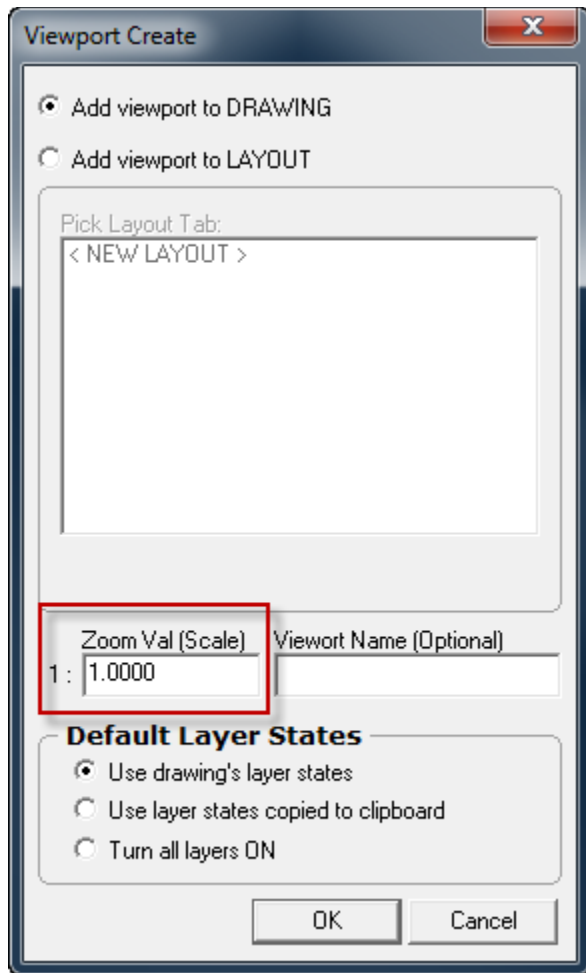 Viewport Create
Add viewport to DRAWING
Add viewport to LAYOUT
Pick Layout Tab:
< NEW LAYOUT >
Zoom Val (Scale) Viewort Name (Optional)
1 : 1.0000
Default Layer States
Use drawing's layer states
Use layer states copied to clipboard
Turn all layers ON
OK Cancel